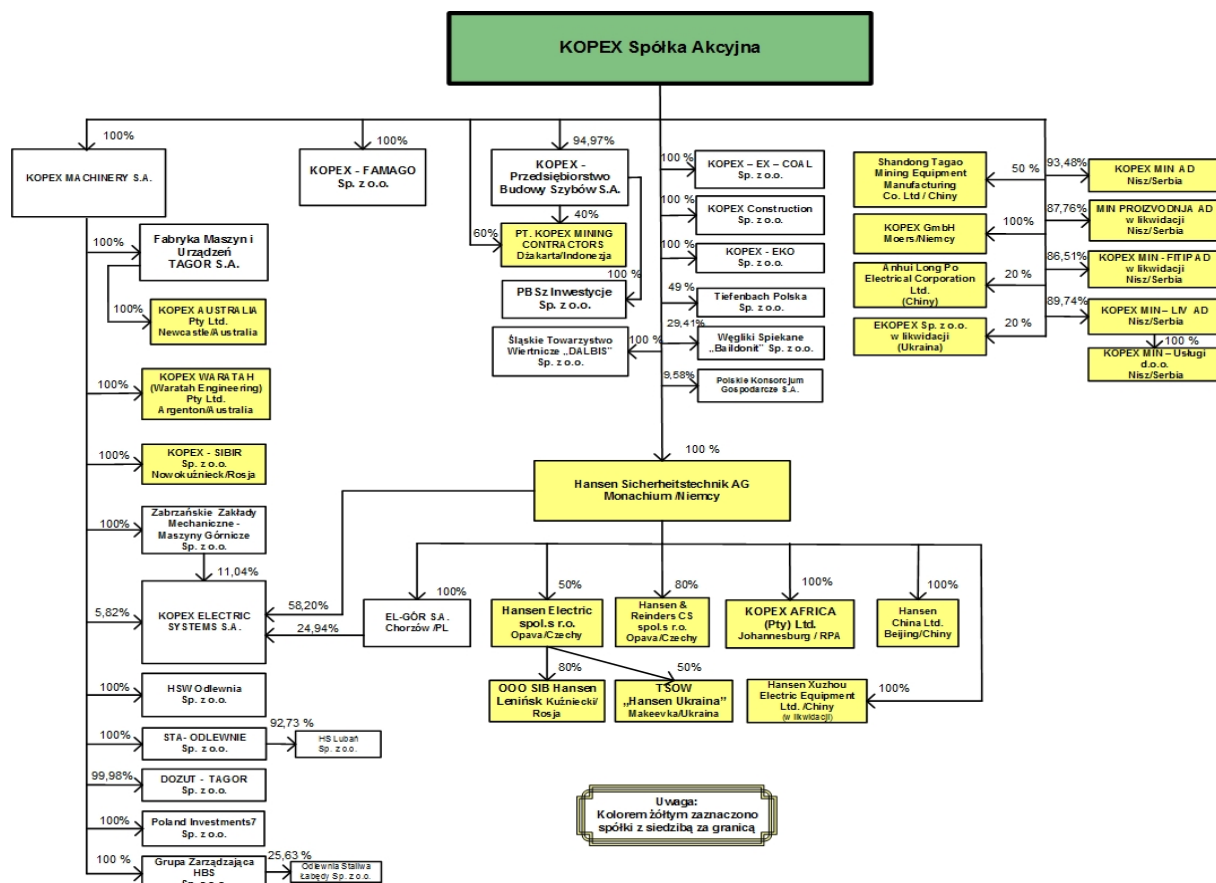 KOPEX Spółka Akcyjna
100%
KOPEX MACHINERY S.A.
100%
KOPEX - FAMAGO
Sp. z o.o.
94,97%
KOPEX -
Przedsiębiorstwo
Budowy Szybów S.A.
40%
60%
PT. KOPEX MINING
CONTRACTORS
Dżakarta/Indonezja
100 %
PBSz Inwestycje
Sp. z o.o.
100 %
KOPEX – EX – COAL
Sp. z o.o.
100 %
KOPEX Construction
Sp. z o.o.
100 %
KOPEX - EKO
Sp. z o.o.
49 %
Tiefenbach Polska
Sp. z o.o.
29,41%
Węgliki Spiekane
„Baildonit” Sp. z o.o.
Śląskie Towarzystwo
Wiertnicze „DALBIS”
Sp. z o.o.
100 %
9,58%
Polskie Konsorcjum
Gospodarcze S.A.
Shandong Tagao
Mining Equipment
Manufacturing
Co. Ltd / Chiny
50 %
KOPEX GmbH
Moers/Niemcy
100%
Anhui Long Po
Electrical Corporation
Ltd.
(Chiny)
20 %
EKOPEX Sp. z o.o.
w likwidacji
(Ukraina)
20 %
93,48%
KOPEX MIN AD
Nisz/Serbia
87,76%
MIN PROIZVODNJA AD
w likwidacji
Nisz/Serbia
86,51%
KOPEX MIN - FITIP AD
w likwidacji
Nisz/Serbia
89,74%
KOPEX MIN – LIV AD
Nisz/Serbia
100 %
KOPEX MIN – Usługi
d.o.o.
Nisz/Serbia
100%
Fabryka Maszyn i
Urządzeń
TAGOR S.A.
100%
KOPEX AUSTRALIA
Pty Ltd.
Newcastle/Australia
100%
KOPEX WARATAH
(Waratah Engineering)
Pty Ltd.
Argenton/Australia
100%
KOPEX - SIBIR
Sp. z o.o.
Nowokuźnieck/Rosja
100%
Zabrzańskie Zakłady
Mechaniczne -
Maszyny Górnicze
Sp. z o.o.
11,04%
5,82%
KOPEX ELECTRIC
SYSTEMS S.A.
58,20%
24,94%
100 %
Hansen Sicherheitstechnik AG
Monachium /Niemcy
100%
EL-GÓR S.A.
Chorzów /PL
50%
Hansen Electric
spol.s r.o.
Opava/Czechy
80%
Hansen &
Reinders CS
spol.s r.o.
Opava/Czechy
100%
KOPEX AFRICA
(Pty) Ltd.
Johannesburg / RPA
100%
Hansen
China Ltd.
Beijing/Chiny
80%
OOO SIB Hansen
Leninśk Kuźniecki/
Rosja
50%
TSOW
„Hansen Ukraina”
Makeevka/Ukraina
Hansen Xuzhou
Electric Equipment
Ltd. /Chiny
(w likwidacji)
100%
100%
HSW Odlewnia
Sp. z o.o.
100%
STA- ODLEWNIE
Sp. z o.o.
92,73 %
HS Lubań
Sp. z o.o.
99,98%
DOZUT - TAGOR
Sp. z o.o.
100%
Poland Investments7
Sp. z o.o.
100 %
Grupa Zarządzająca
HBS
Sp. z o.o.
25,63 %
Odlewnia Staliwa
Łabędy Sp. z o.o.
Uwaga:
Kolorem żółtym zaznaczono
spółki z siedzibą za granicą